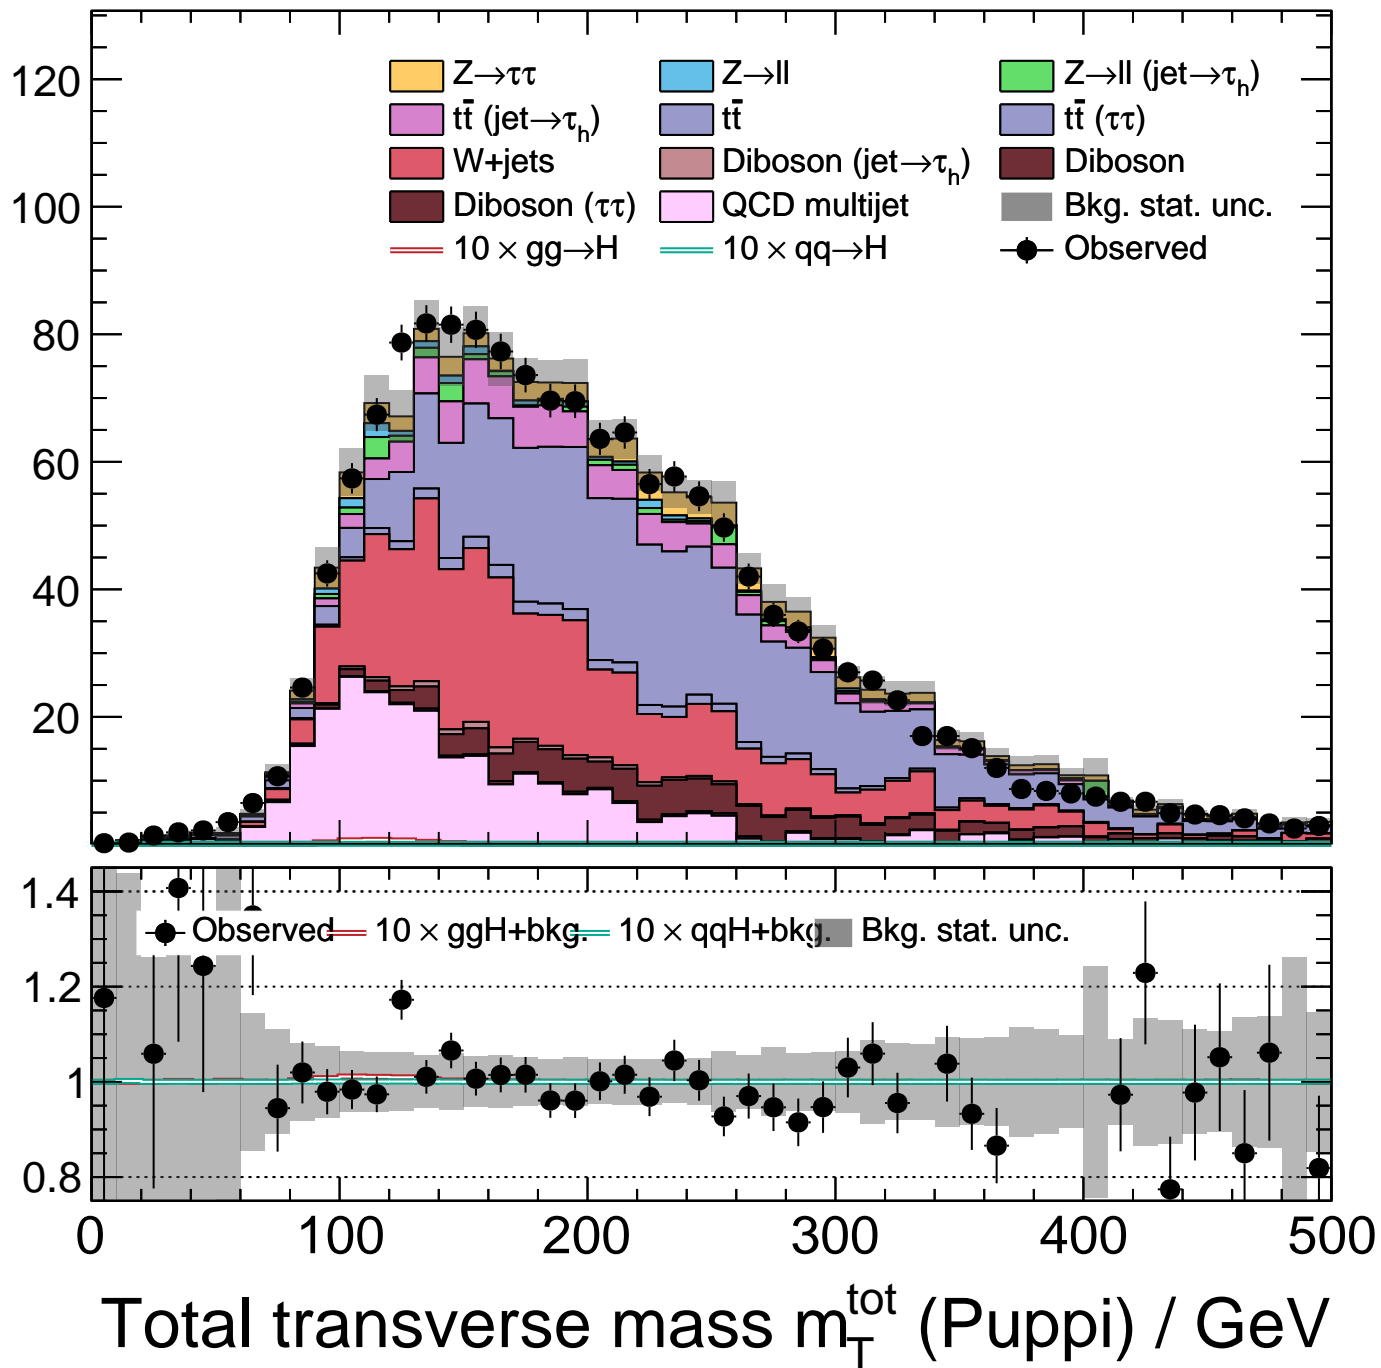 120
100
80
60
40
20
Z→ττ Z→ll Z→ll (jet→τh)
tt̄ (jet→τh) tt̄ tt̄ (ττ)
W+jets Diboson (jet→τh) Diboson
Diboson (ττ) QCD multijet Bkg. stat. unc.
10 × gg→H 10 × qq→H Observed
1.4
1.2
1
0.8
Observed 10 × ggH+bkg. 10 × qqH+bkg. Bkg. stat. unc.
0 100 200 300 400 500
Total transverse mass m_T^tot (Puppi) / GeV